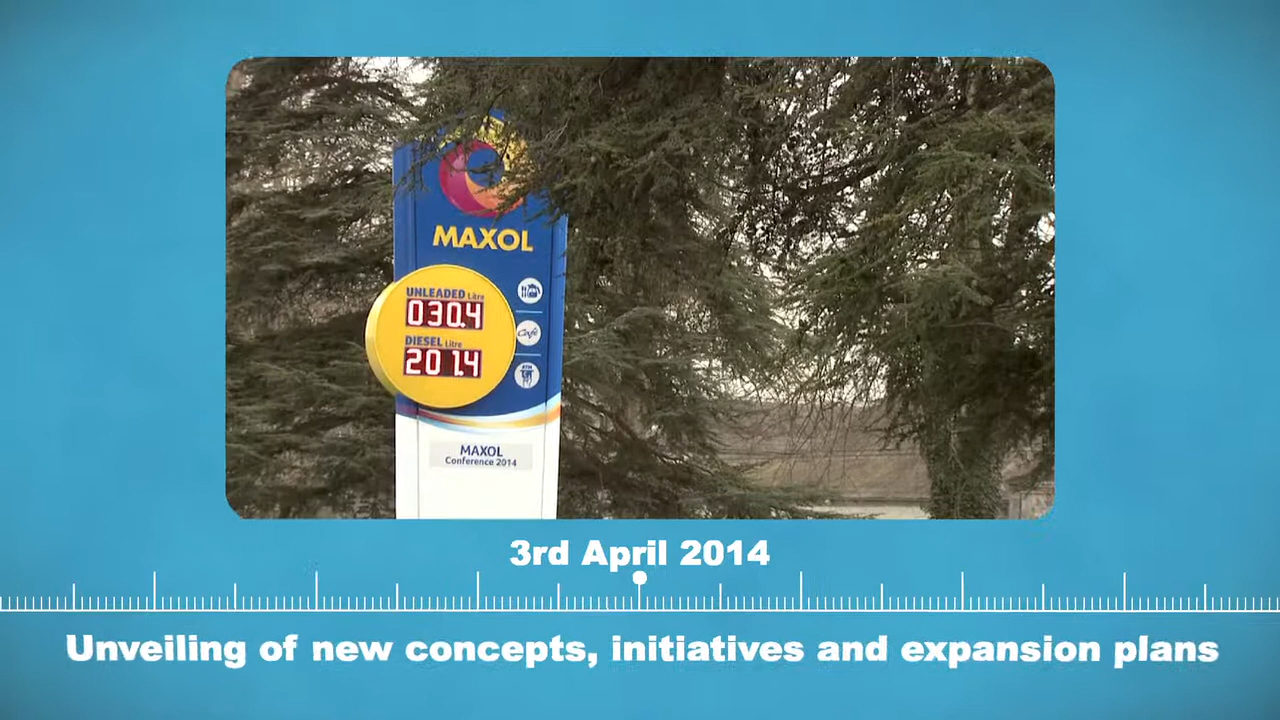 MAXOL
UNLEADED Litre
030.4
DIESEL Litre
201.4
Café
ATM
MAXOL
Conference 2014
3rd April 2014
Unveiling of new concepts, initiatives and expansion plans